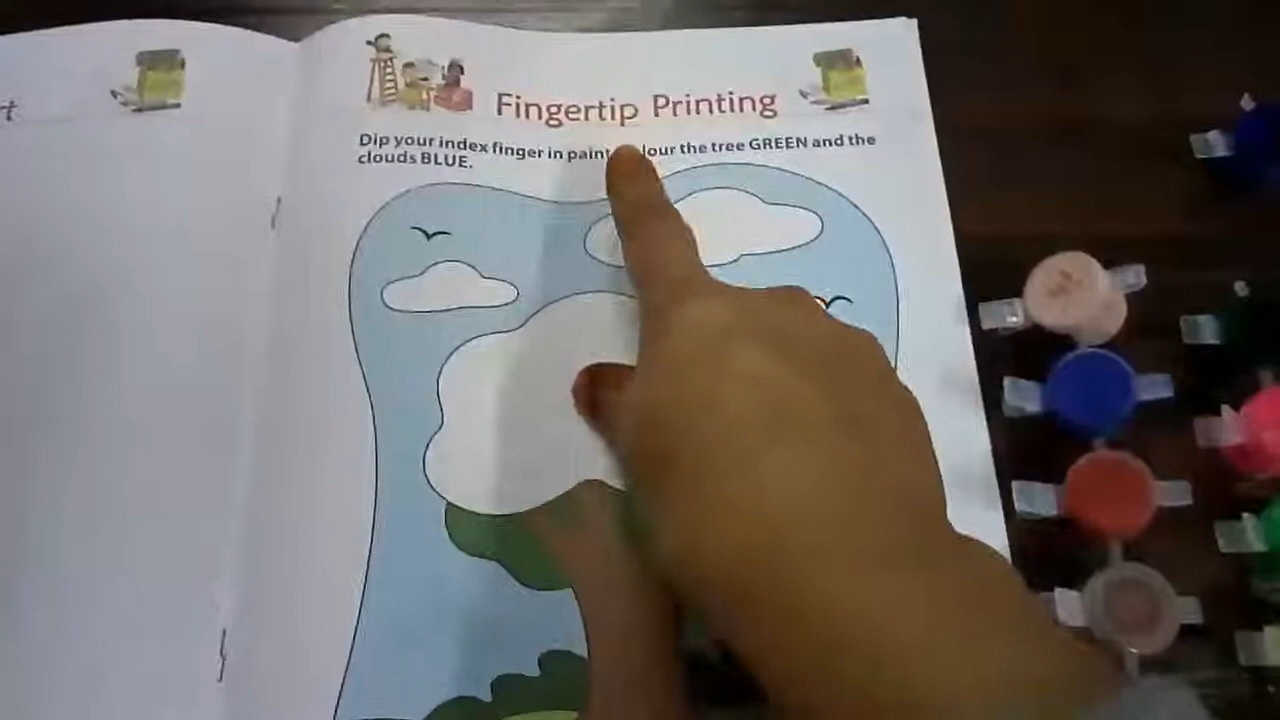 Fingertip Printing
Dip your index finger in paint lour the tree GREEN and the
clouds BLUE.